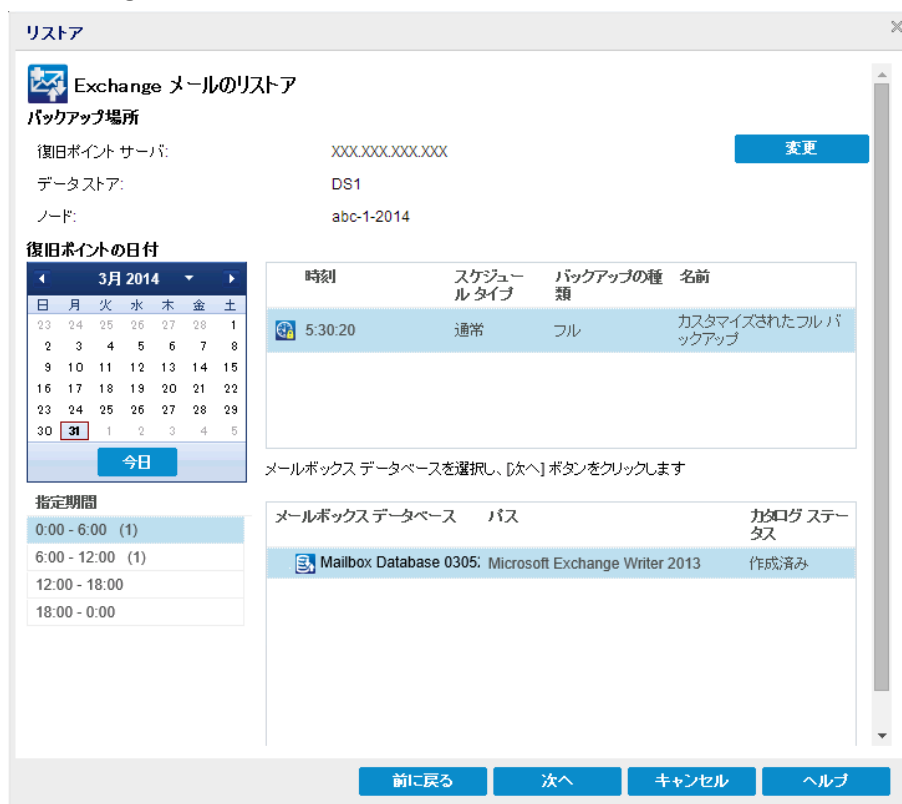 リストア
Exchange メールのリストア
バックアップ場所
復旧ポイント サーバ: XXX.XXX.XXX.XXX 変更
データストア: DS1
ノード: abc-1-2014
復旧ポイントの日付
3月 2014
日 月 火 水 木 金 土
23 24 25 26 27 28 1
2 3 4 5 6 7 8
9 10 11 12 13 14 15
16 17 18 19 20 21 22
23 24 25 26 27 28 29
30 31 1 2 3 4 5
今日
時刻 スケジュー バックアップの種 名前
ル タイプ 類
5:30:20 通常 フル カスタマイズされたフル バ
ックアップ
メールボックス データベースを選択し、[次へ] ボタンをクリックします
指定期間
0:00 - 6:00 (1)
6:00 - 12:00 (1)
12:00 - 18:00
18:00 - 0:00
メールボックス データベース パス カタログ ステー
タス
Mailbox Database 0305 Microsoft Exchange Writer 2013 作成済み
前に戻る 次へ キャンセル ヘルプ